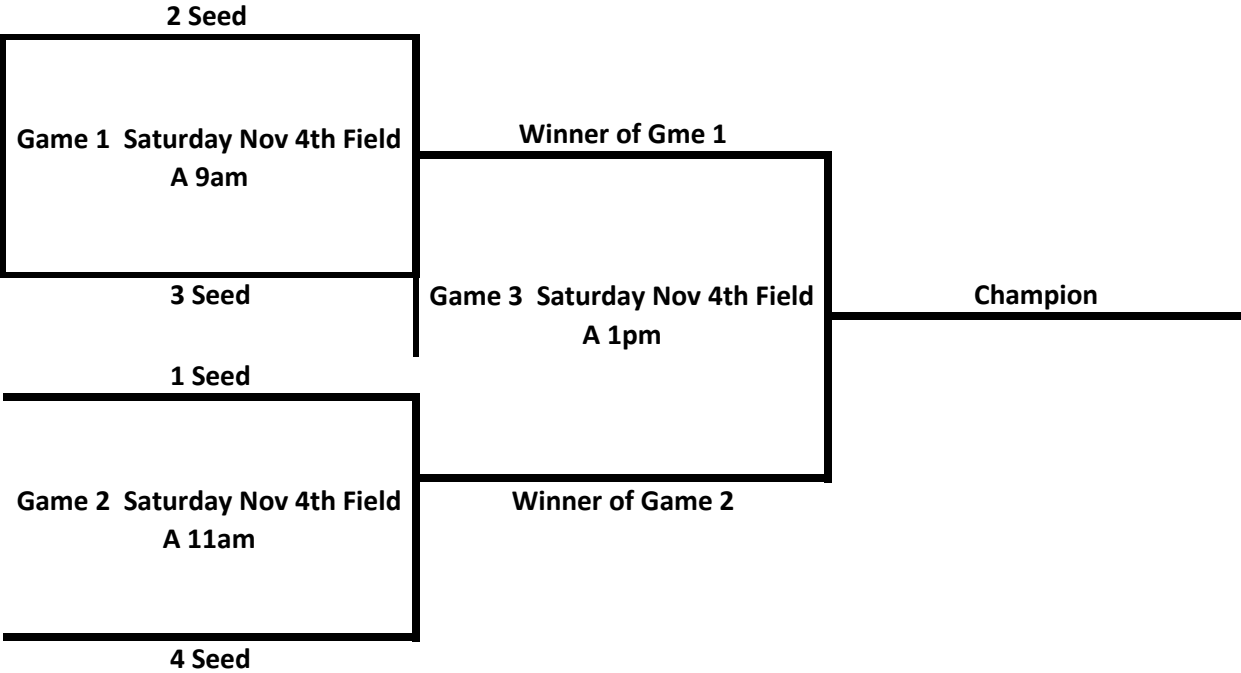 2 Seed
Game 1  Saturday Nov 4th Field
A 9am
Winner of Gme 1
3 Seed
Game 3  Saturday Nov 4th Field
A 1pm
Champion
1 Seed
Game 2  Saturday Nov 4th Field
A 11am
Winner of Game 2
4 Seed